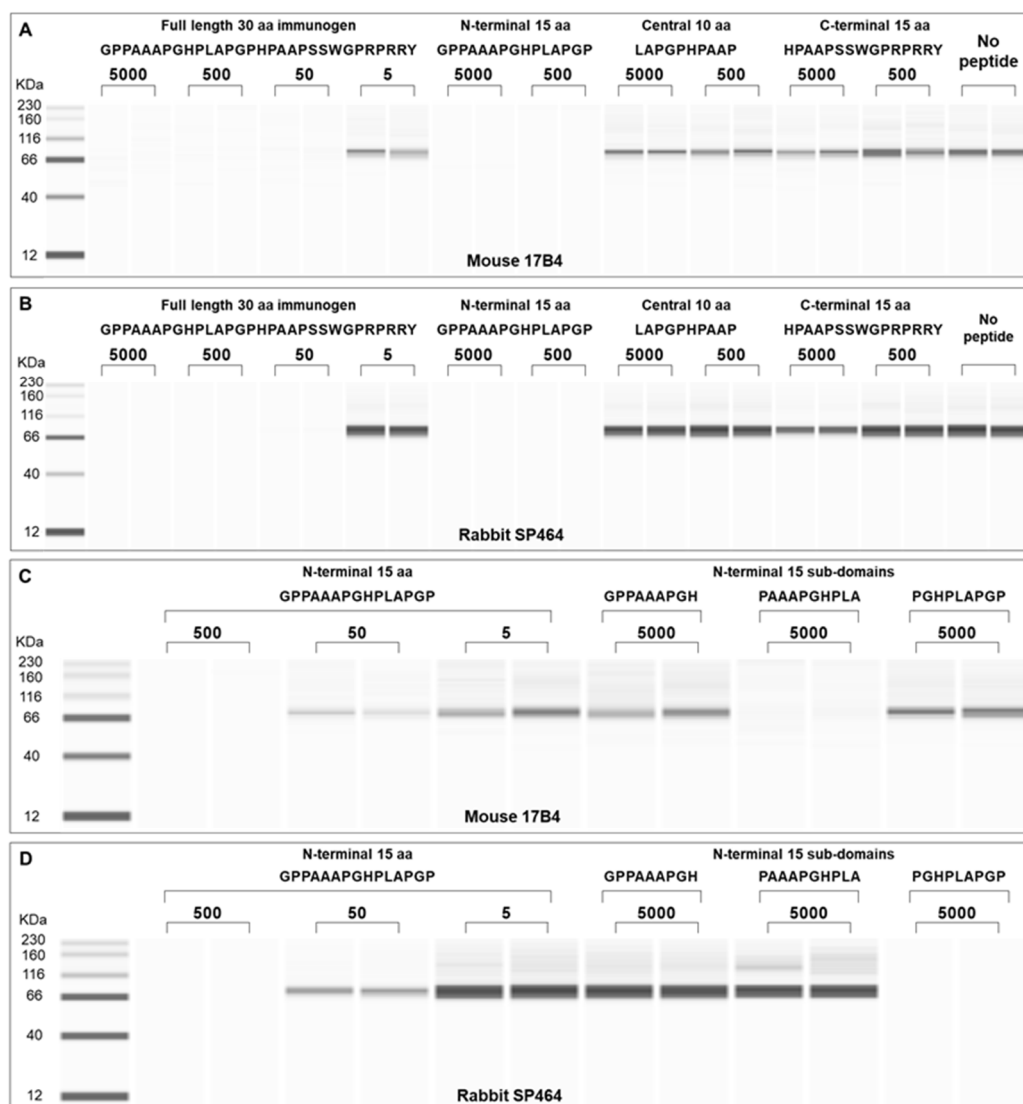 A
Full length 30 aa immunogen N-terminal 15 aa Central 10 aa C-terminal 15 aa No peptide
GPPAAAPGHPLAPGPHPAAPSSWGPRPRRY GPPAAAPGHPLAPGP LAPGPHPAAP HPAAPSSWGPRPRRY
KDa 5000 500 50 5 5000 500 5000 500 5000 500
230
160
116
66
40
12
Mouse 17B4
B
Full length 30 aa immunogen N-terminal 15 aa Central 10 aa C-terminal 15 aa No peptide
GPPAAAPGHPLAPGPHPAAPSSWGPRPRRY GPPAAAPGHPLAPGP LAPGPHPAAP HPAAPSSWGPRPRRY
KDa 5000 500 50 5 5000 500 5000 500 5000 500
230
160
116
66
40
12
Rabbit SP464
C
N-terminal 15 aa N-terminal 15 sub-domains
GPPAAAPGHPLAPGP GPPAAAPGH PAAAPGHPLA PGHPLAPGP
KDa 500 50 5 5000 5000 5000
230
160
116
66
40
12
Mouse 17B4
D
N-terminal 15 aa N-terminal 15 sub-domains
GPPAAAPGHPLAPGP GPPAAAPGH PAAAPGHPLA PGHPLAPGP
KDa 500 50 5 5000 5000 5000
230
160
116
66
40
12
Rabbit SP464